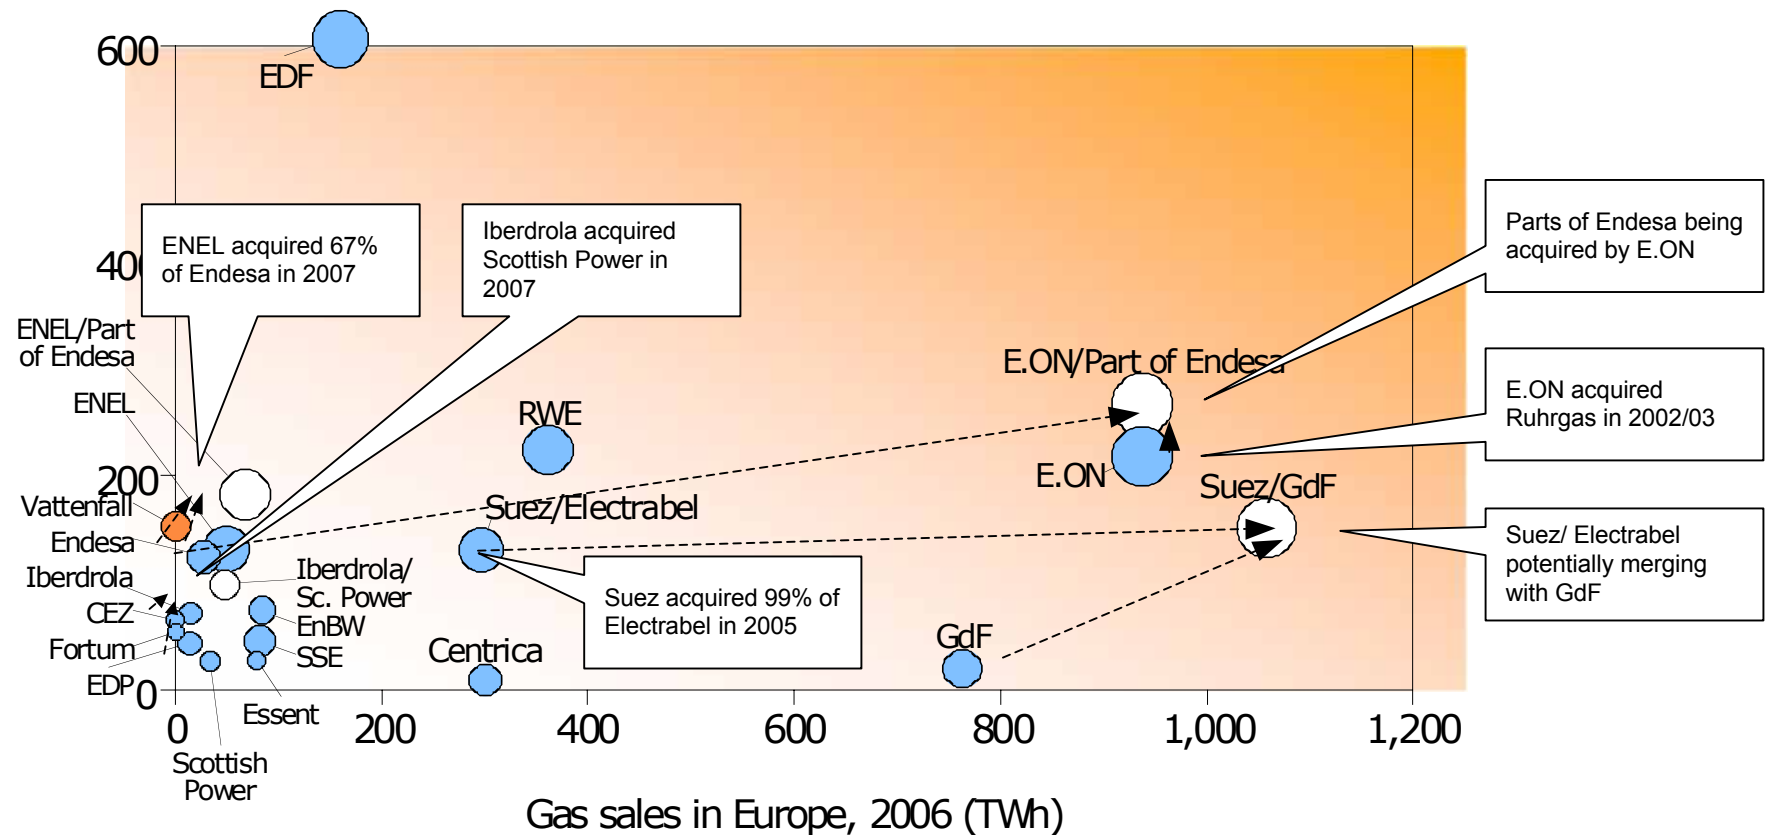 600
EDF
ENEL acquired 67%
of Endesa in 2007
Iberdrola acquired
Scottish Power in
2007
Parts of Endesa being
acquired by E.ON
400
ENEL/Part
of Endesa
E.ON/Part of Endesa
E.ON acquired
Ruhrgas in 2002/03
ENEL
RWE
E.ON
Suez/GdF
200
Vattenfall
Suez/Electrabel
Suez/ Electrabel
potentially merging
with GdF
Endesa
Iberdrola
Iberdrola/
Sc. Power
Suez acquired 99% of
Electrabel in 2005
CEZ
EnBW
Fortum
SSE
Centrica
GdF
EDP
0
Essent
0
200
400
600
800
1,000
1,200
Scottish
Power
Gas sales in Europe, 2006 (TWh)